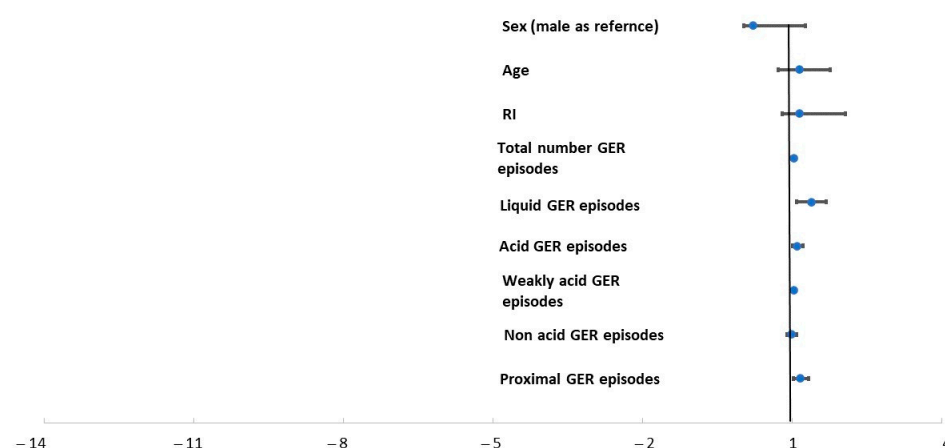 Sex (male as refernce)
Age
RI
Total number GER
episodes
Liquid GER episodes
Acid GER episodes
Weakly acid GER
episodes
Non acid GER episodes
Proximal GER episodes
−14 −11 −8 −5 −2 1 4